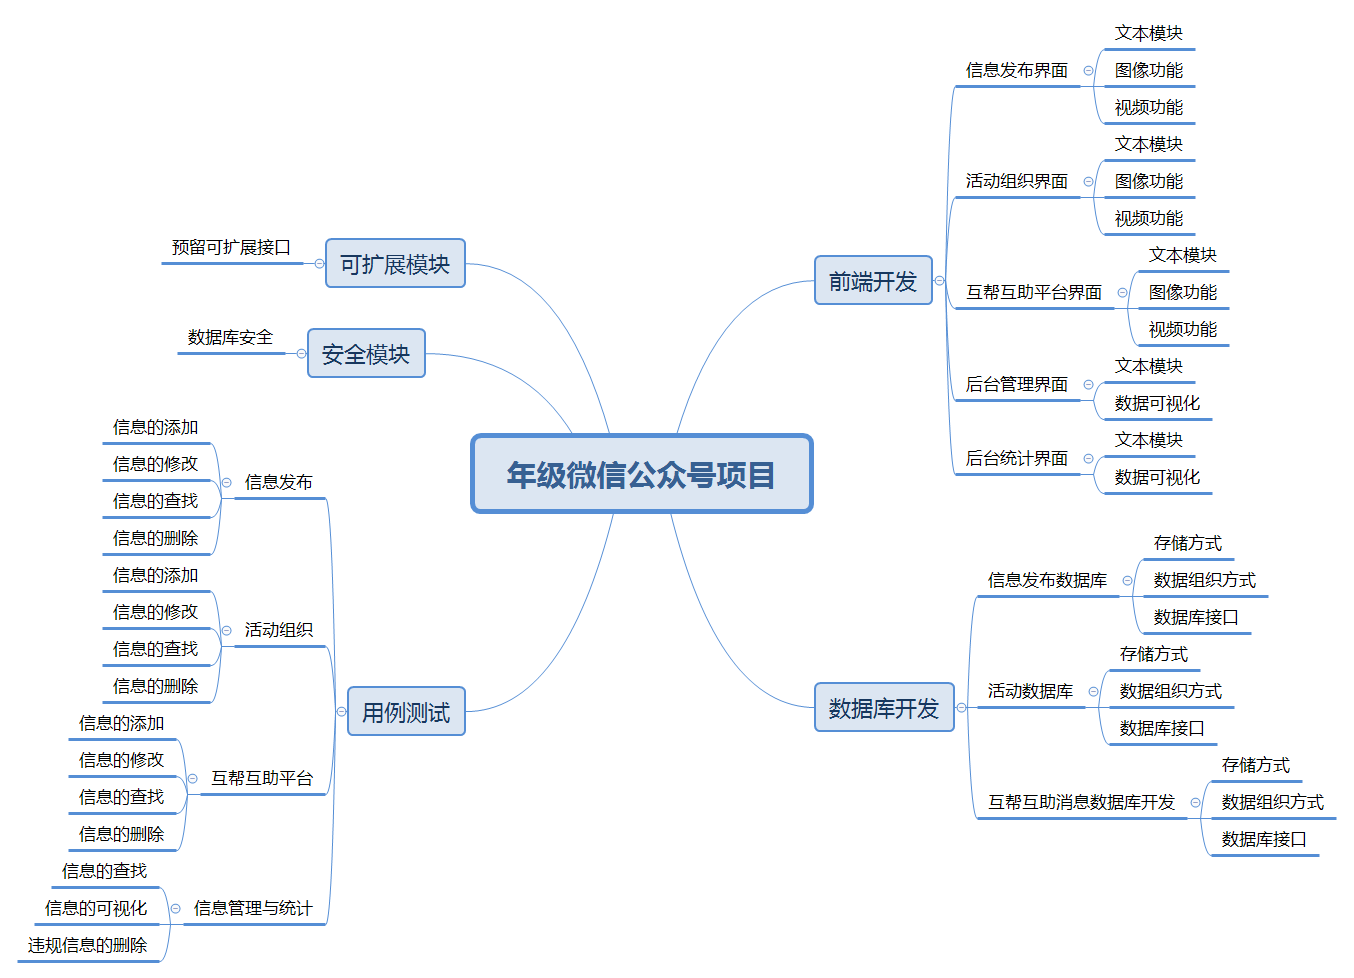 年级微信公众号项目
前端开发
信息发布界面
文本模块
图像功能
视频功能
活动组织界面
文本模块
图像功能
视频功能
互帮互助平台界面
文本模块
图像功能
视频功能
后台管理界面
文本模块
数据可视化
后台统计界面
文本模块
数据可视化
数据库开发
信息发布数据库
存储方式
数据组织方式
数据库接口
活动数据库
存储方式
数据组织方式
数据库接口
互帮互助消息数据库开发
存储方式
数据组织方式
数据库接口
可扩展模块
预留可扩展接口
安全模块
数据库安全
用例测试
信息发布
信息的添加
信息的修改
信息的查找
信息的删除
活动组织
信息的添加
信息的修改
信息的查找
信息的删除
互帮互助平台
信息的添加
信息的修改
信息的查找
信息的删除
信息管理与统计
信息的查找
信息的可视化
违规信息的删除